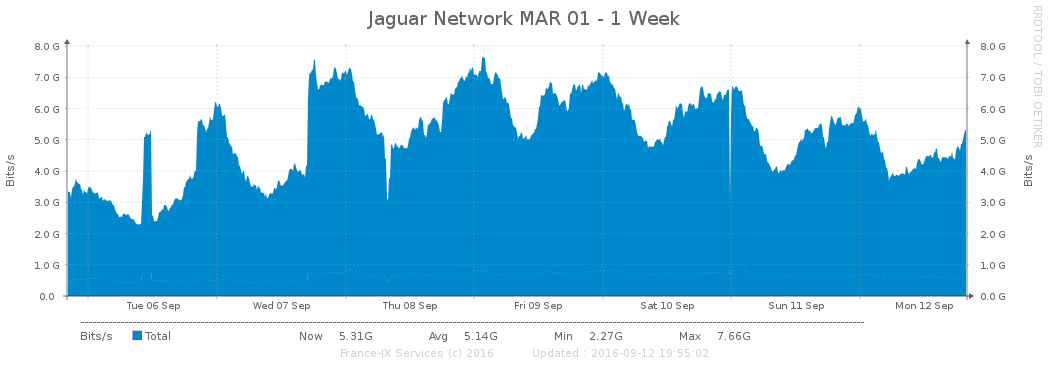 Jaguar Network MAR 01 - 1 Week
RRDTOOL / TOBI OETIKER
Bits/s
8.0 G
7.0 G
6.0 G
5.0 G
4.0 G
3.0 G
2.0 G
1.0 G
0.0
8.0 G
7.0 G
6.0 G
5.0 G
4.0 G
3.0 G
2.0 G
1.0 G
0.0 G
Bits/s
Tue 06 Sep Wed 07 Sep Thu 08 Sep Fri 09 Sep Sat 10 Sep Sun 11 Sep Mon 12 Sep
Bits/s Total Now 5.31G Avg 5.14G Min 2.27G Max 7.66G
France-IX Services (c) 2016 Updated : 2016-09-12 19:55:02